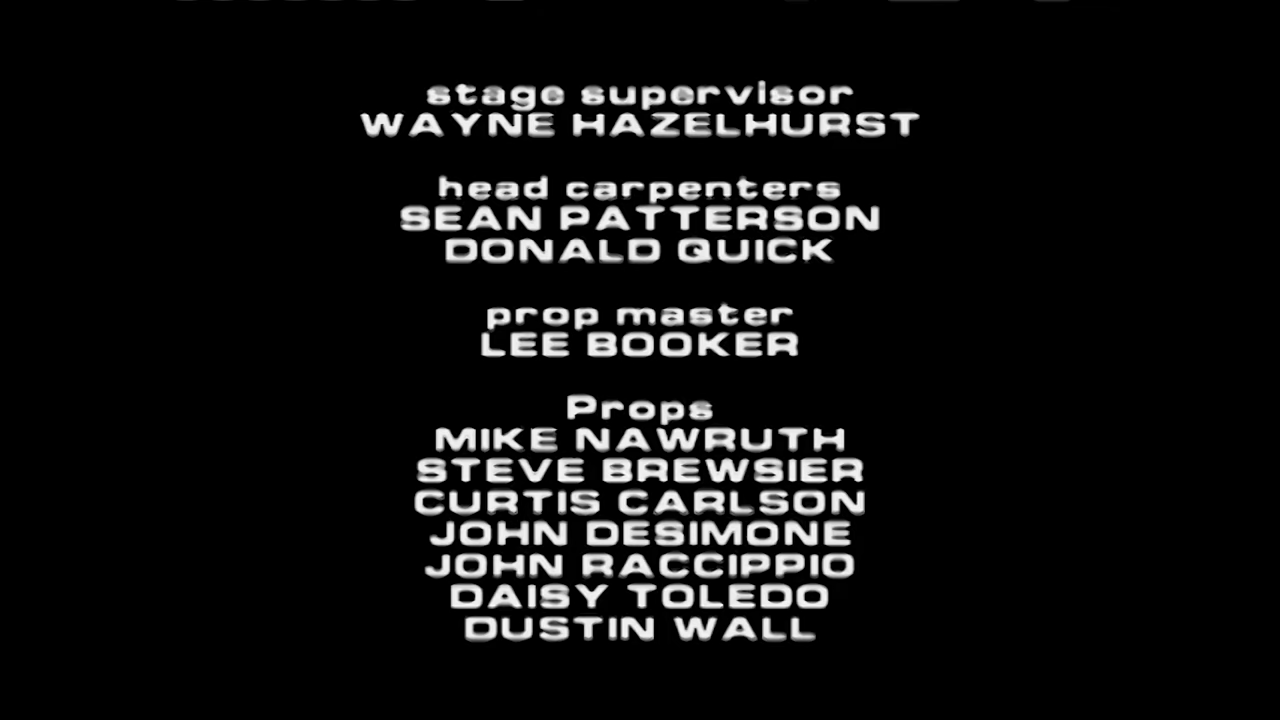 stage supervisor
WAYNE HAZELHURST
head carpenters
SEAN PATTERSON
DONALD QUICK
prop master
LEE BOOKER
Props
MIKE NAWRUTH
STEVE BREWSIER
CURTIS CARLSON
JOHN DESIMONE
JOHN RACCIPPIO
DAISY TOLEDO
DUSTIN WALL